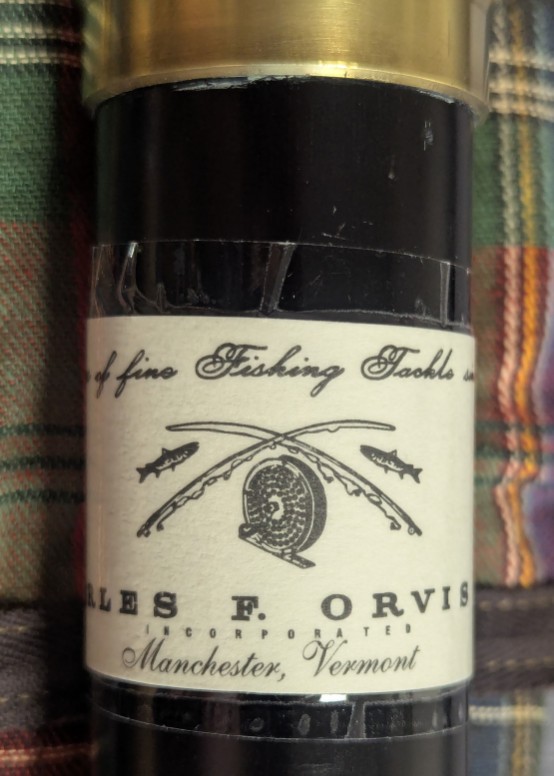 of fine Fishing Tackle
RLES F. ORVIS
INCORPORATED
Manchester, Vermont